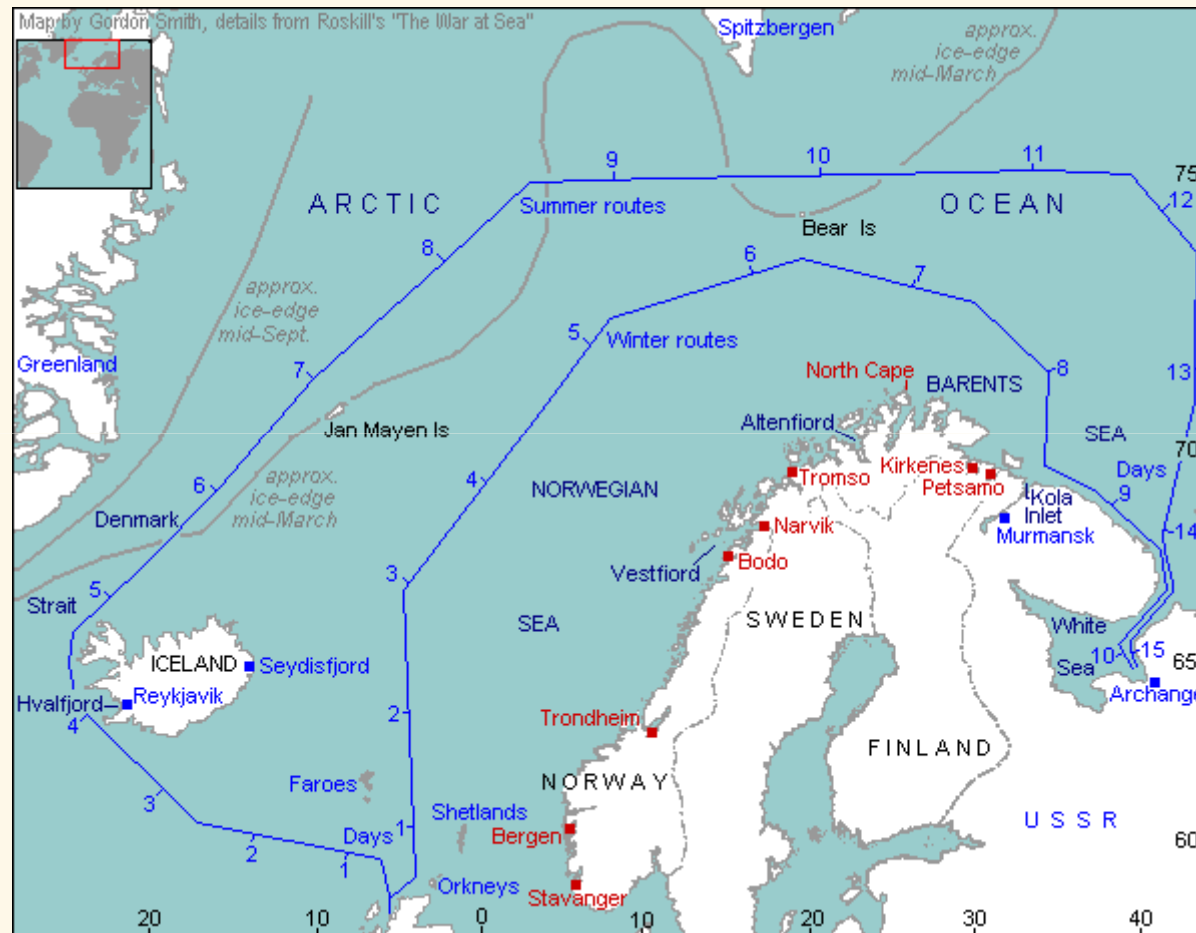 Map by Gordon Smith, details from Roskill's "The War at Sea"
Spitzbergen
approx.
ice-edge
mid-March
9
10
11
75
ARCTIC
Summer routes
OCEAN
12
Bear Is
8
6
7
approx.
ice-edge
mid-Sept.
5
Winter routes
Greenland
7
North Cape
BARENTS
8
13
Jan Mayen Is
Altenfiord
SEA
70
approx.
ice-edge
mid-March
6
4
NORWEGIAN
Tromso
Kirkenes
Petsamo
Days
9
Kola
Inlet
Denmark
Narvik
Murmansk
14
Bodo
Vestfiord
5
3
Strait
SEA
SWEDEN
White
Sea
10
15
65
ICELAND
Seydisfjord
Archange
Hvalfjord
Reykjavik
4
2
Trondheim
FINLAND
Faroes
NORWAY
3
Shetlands
USSR
Days
1
Bergen
60
2
1
Orkneys
Stavanger
20
10
0
10
20
30
40